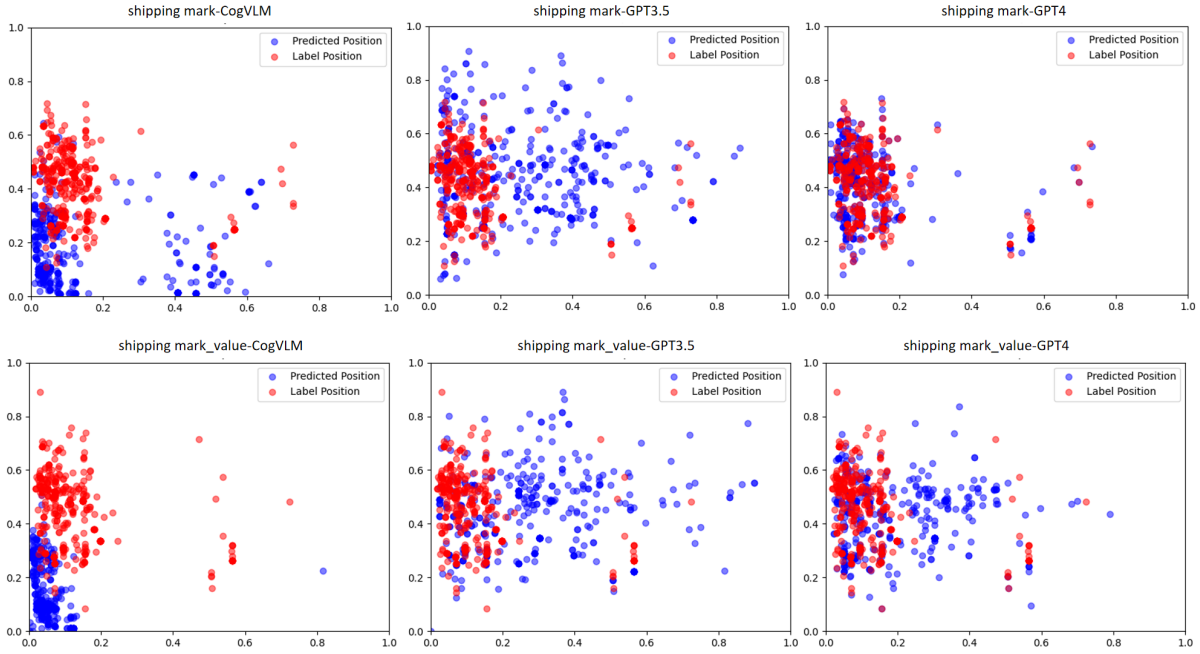 shipping mark-CogVLM
1.0
0.8
0.6
0.4
0.2
0.0
Predicted Position
Label Position
0.0 0.2 0.4 0.6 0.8 1.0
shipping mark-GPT3.5
1.0
0.8
0.6
0.4
0.2
0.0
Predicted Position
Label Position
0.0 0.2 0.4 0.6 0.8 1.0
shipping mark-GPT4
1.0
0.8
0.6
0.4
0.2
0.0
Predicted Position
Label Position
0.0 0.2 0.4 0.6 0.8 1.0
shipping mark_value-CogVLM
1.0
0.8
0.6
0.4
0.2
0.0
Predicted Position
Label Position
0.0 0.2 0.4 0.6 0.8 1.0
shipping mark_value-GPT3.5
1.0
0.8
0.6
0.4
0.2
0.0
Predicted Position
Label Position
0.0 0.2 0.4 0.6 0.8 1.0
shipping mark_value-GPT4
1.0
0.8
0.6
0.4
0.2
0.0
Predicted Position
Label Position
0.0 0.2 0.4 0.6 0.8 1.0